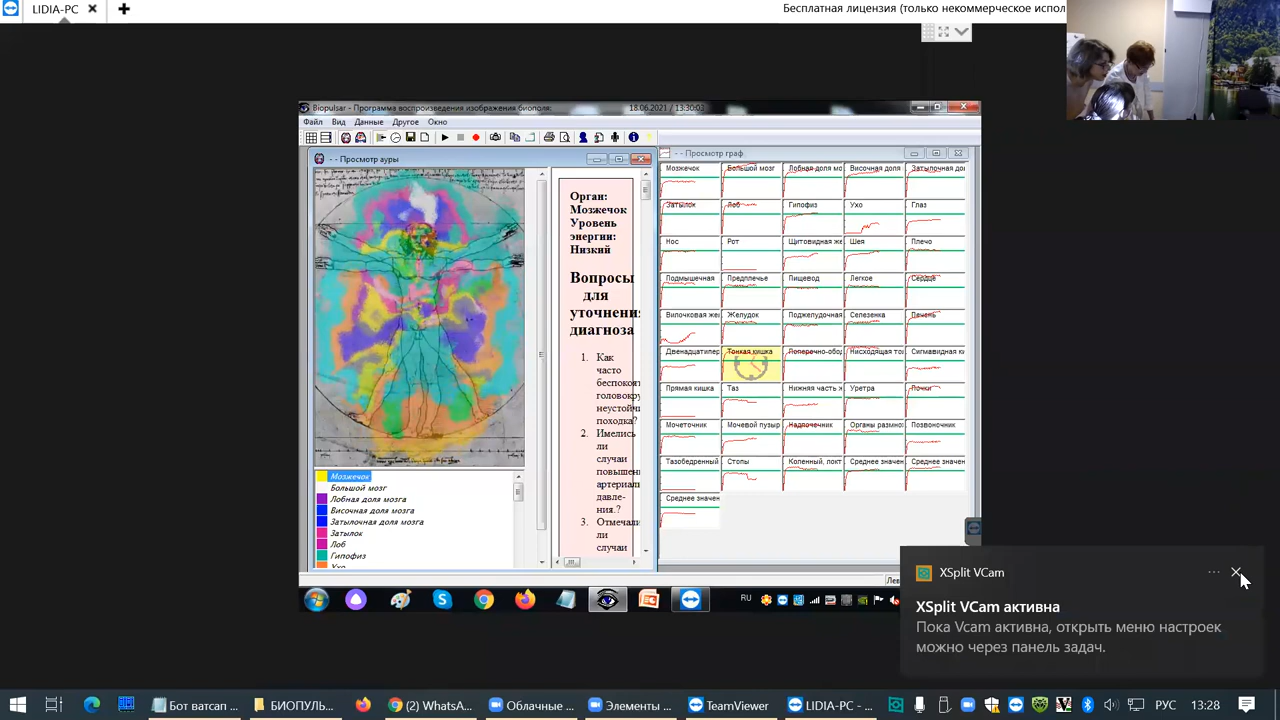 LIDIA-PC
Бесплатная лицензия (только некоммерческое испол
Biopulsar - Программа воспроизведения изображения биополя:
18.06.2021 / 13:30:03
Файл Вид Данные Другое Окно
- - Просмотр ауры
Орган:
Мозжечок
Уровень
энергии:
Низкий
Вопросы
для
уточнени
диагноза
1. Как
часто
беспокоят
головокру
неустойчи
походка?
2. Имелись
ли
случаи
повышен
артериаль
давле-
ния.?
3. Отмечали
ли
случаи
Мозжечок
Большой мозг
Лобная доля мозга
Височная доля мозга
Затылочная доля мозга
Затылок
Лоб
Гипофиз
Ухо
- - Просмотр граф.
Мозжечок Большой мозг Лобная доля мо Височная доля Затылочная до
Затылок Лоб Гипофиз Ухо Глаз
Нос Рот Щитовидная же Шея Плечо
Подмышечная Предплечье Пищевод Легкое Сердце
Вилочковая же Желудок Поджелудочная Селезенка Печень
Двенадцатипер Тонкая кишка Поперечно-обод Нисходящая то Сигмавидная ки
Прямая кишка Таз Нижняя часть ж Уретра Почки
Мочеточник Мочевой пузыр Надпочечник Органы размно Позвоночник
Тазобедренный Стопы Коленный, локт Среднее значен Среднее значен
Среднее значен
Лев
RU
XSplit VCam
XSplit VCam активна
Пока Vcam активна, открыть меню настроек
можно через панель задач.
Бот ватсап ...
БИОПУЛЬ...
(2) WhatsA...
Облачные ...
Элементы ...
TeamViewer
LIDIA-PC - ...
РУС
13:28